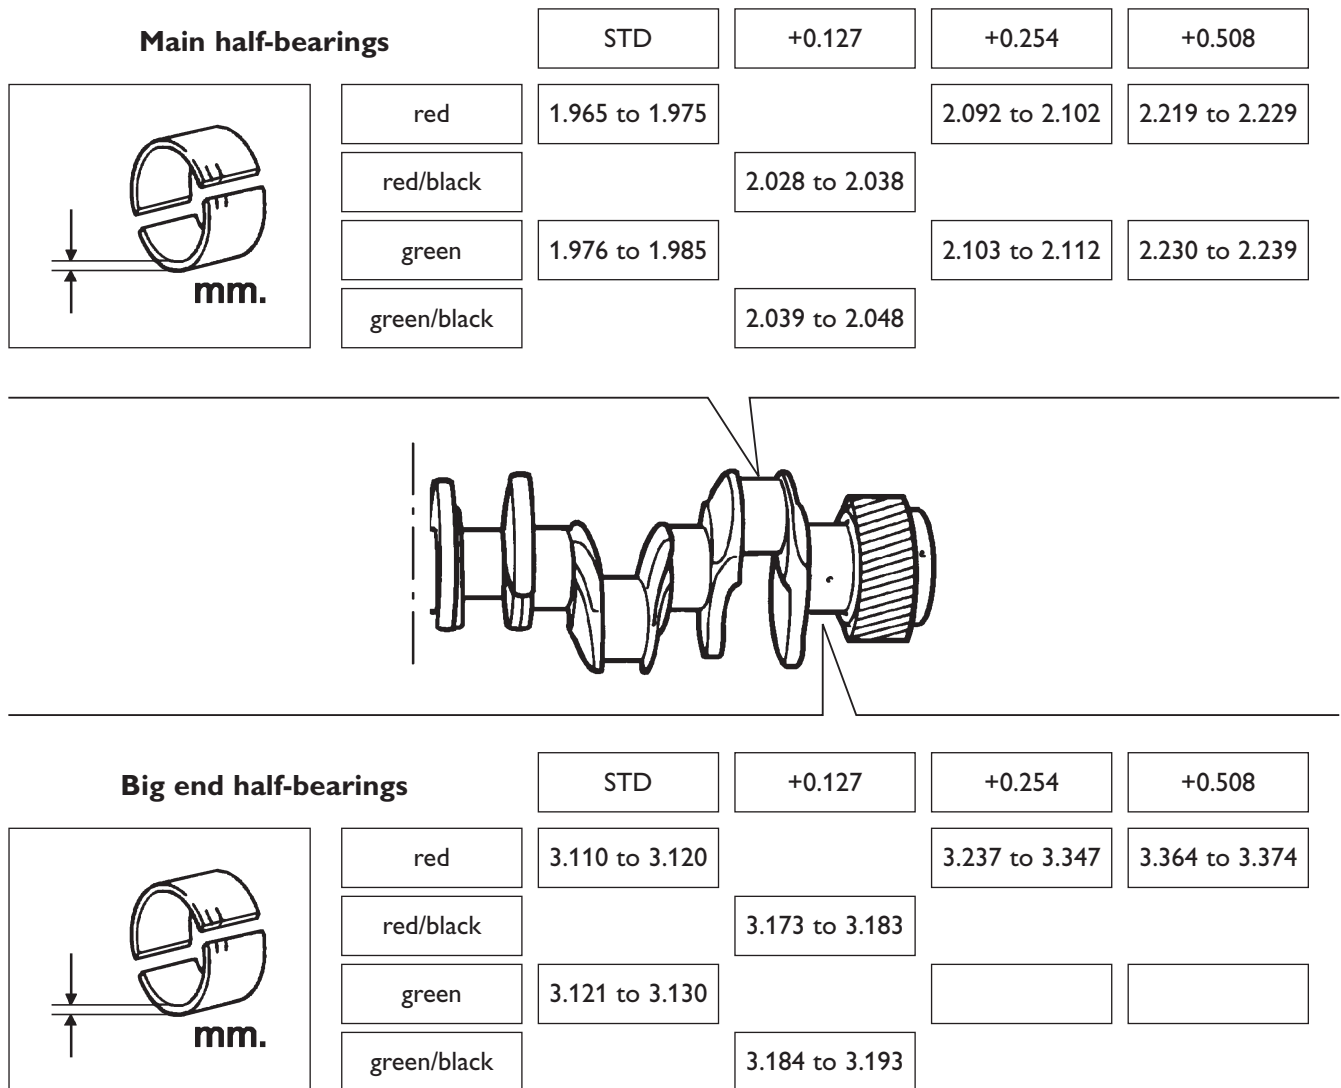 Main half-bearings STD +0.127 +0.254 +0.508
red 1.965 to 1.975 2.092 to 2.102 2.219 to 2.229
red/black 2.028 to 2.038
green 1.976 to 1.985 2.103 to 2.112 2.230 to 2.239
mm.
green/black 2.039 to 2.048
Big end half-bearings STD +0.127 +0.254 +0.508
red 3.110 to 3.120 3.237 to 3.347 3.364 to 3.374
red/black 3.173 to 3.183
green 3.121 to 3.130
mm.
green/black 3.184 to 3.193